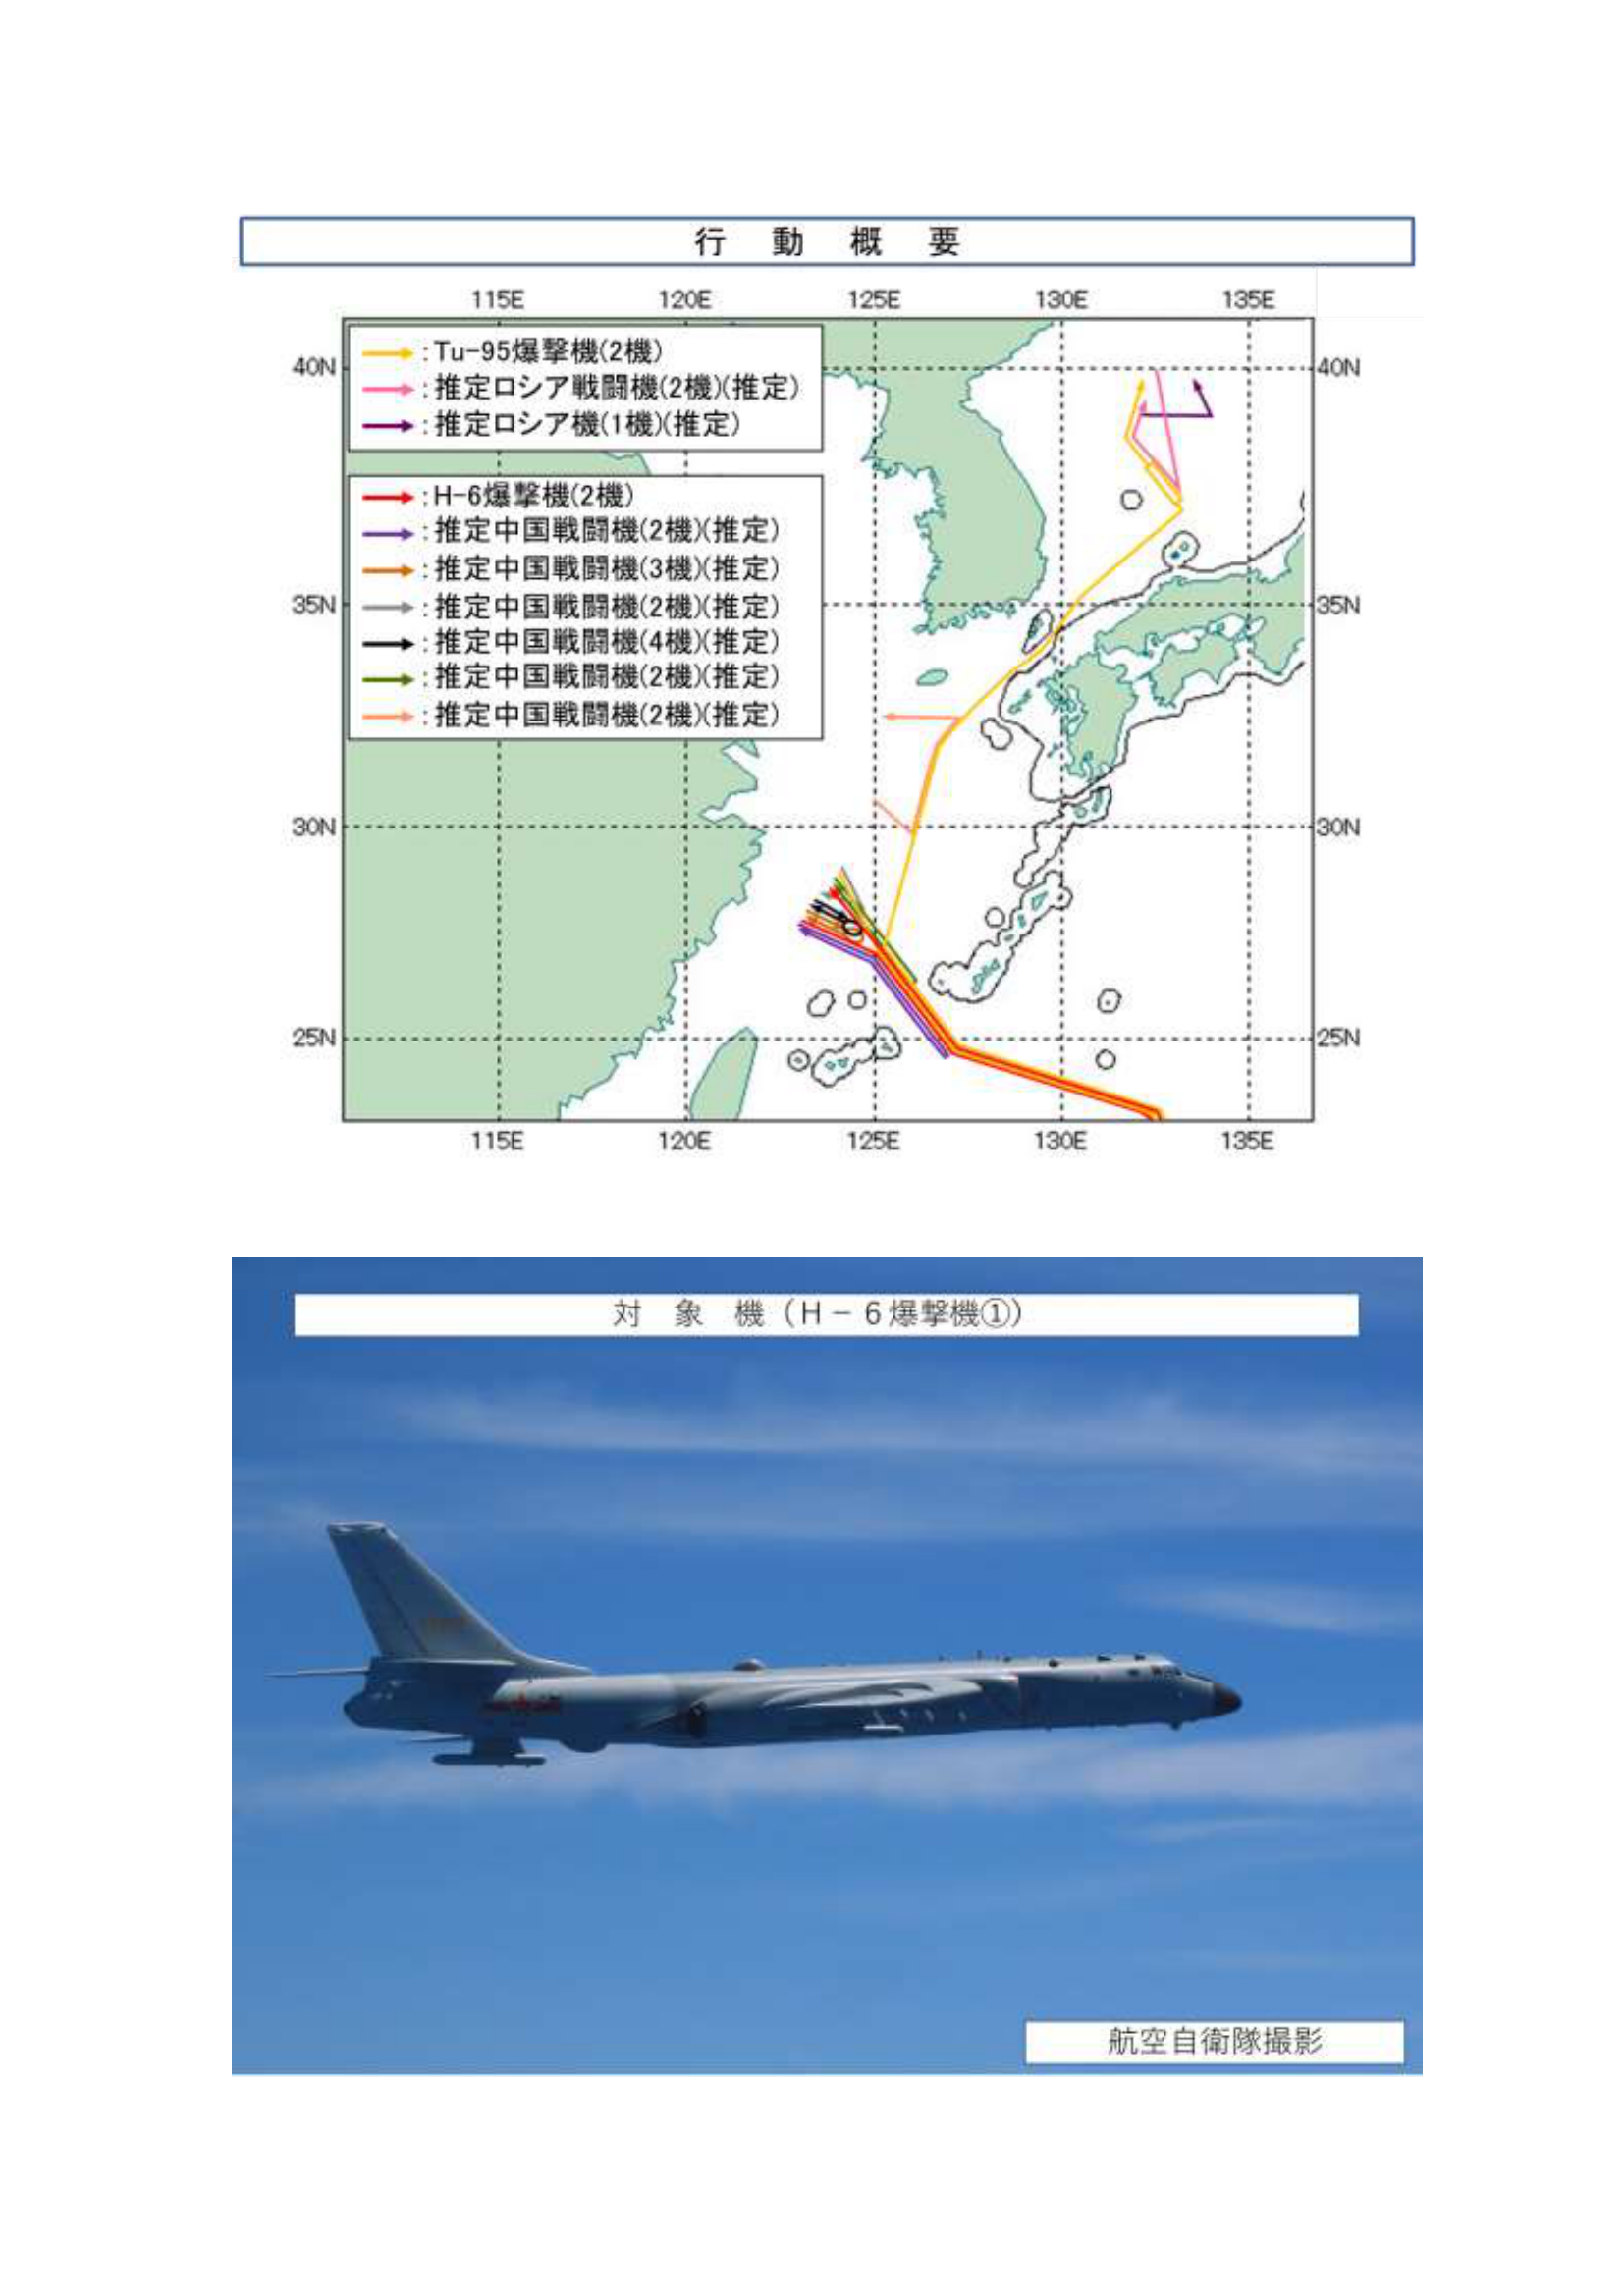 行 動 概 要
115E 120E 125E 130E 135E
40N 40N
:Tu-95爆撃機(2機)
:推定ロシア戦闘機(2機)(推定)
:推定ロシア機(1機)(推定)
:H-6爆撃機(2機)
:推定中国戦闘機(2機)(推定)
:推定中国戦闘機(3機)(推定)
:推定中国戦闘機(2機)(推定)
:推定中国戦闘機(4機)(推定)
:推定中国戦闘機(2機)(推定)
:推定中国戦闘機(2機)(推定)
35N 35N
30N 30N
25N 25N
115E 120E 125E 130E 135E
対 象 機（H－6爆撃機①）
航空自衛隊撮影